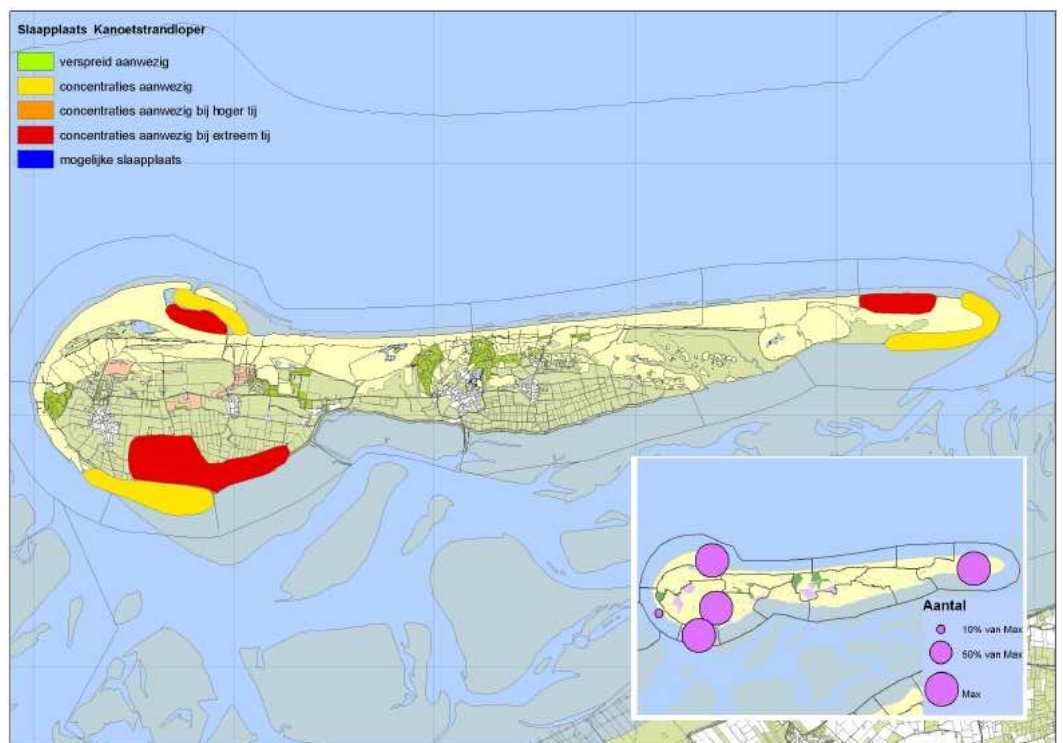 Slaapplaats Kanoetstrandloper
verspreid aanwezig
concentraties aanwezig
concentraties aanwezig bij hoger tij
concentraties aanwezig bij extreem tij
mogelijke slaapplaats
Aantal
10% van Max
50% van Max
Max